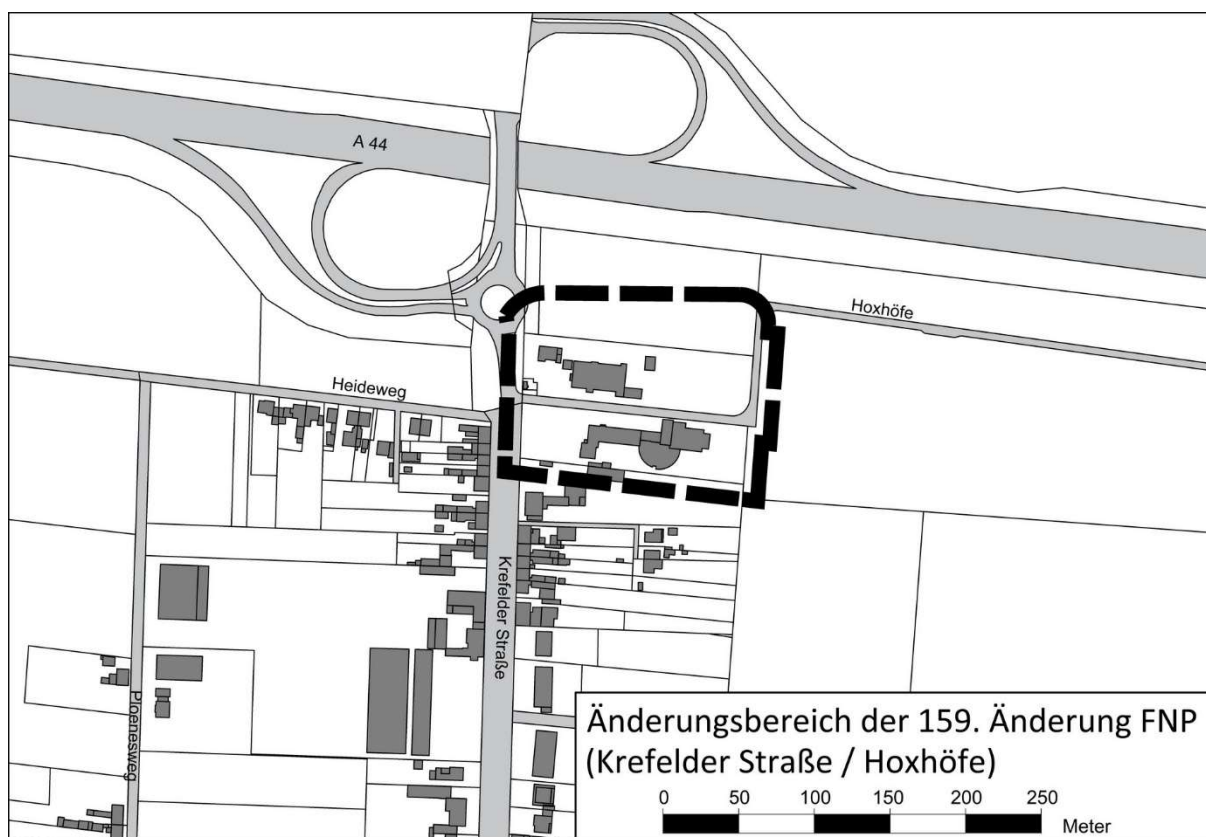 A 44
Hoxhöfe
Heideweg
Krefelder Straße
Ploenesweg
Änderungsbereich der 159. Änderung FNP
(Krefelder Straße / Hoxhöfe)
0 50 100 150 200 250
Meter